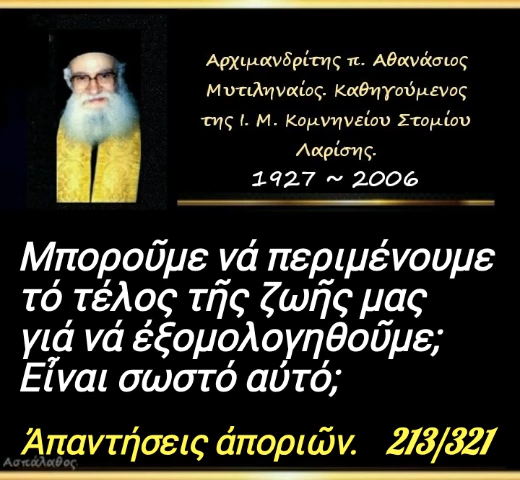 Αρχιμανδρίτης π. Αθανάσιος
Μυτιληναίος. Καθηγούμενος
της Ι. Μ. Κομνηνείου Στομίου
Λαρίσης.
1927 ~ 2006
Μποροῦμε νά περιμένουμε
τό τέλος τῆς ζωῆς μας
γιά νά ἐξομολογηθοῦμε;
Εἶναι σωστό αὐτό;
Ἀπαντήσεις ἀποριῶν. 213/321
Ασπάλαθος.